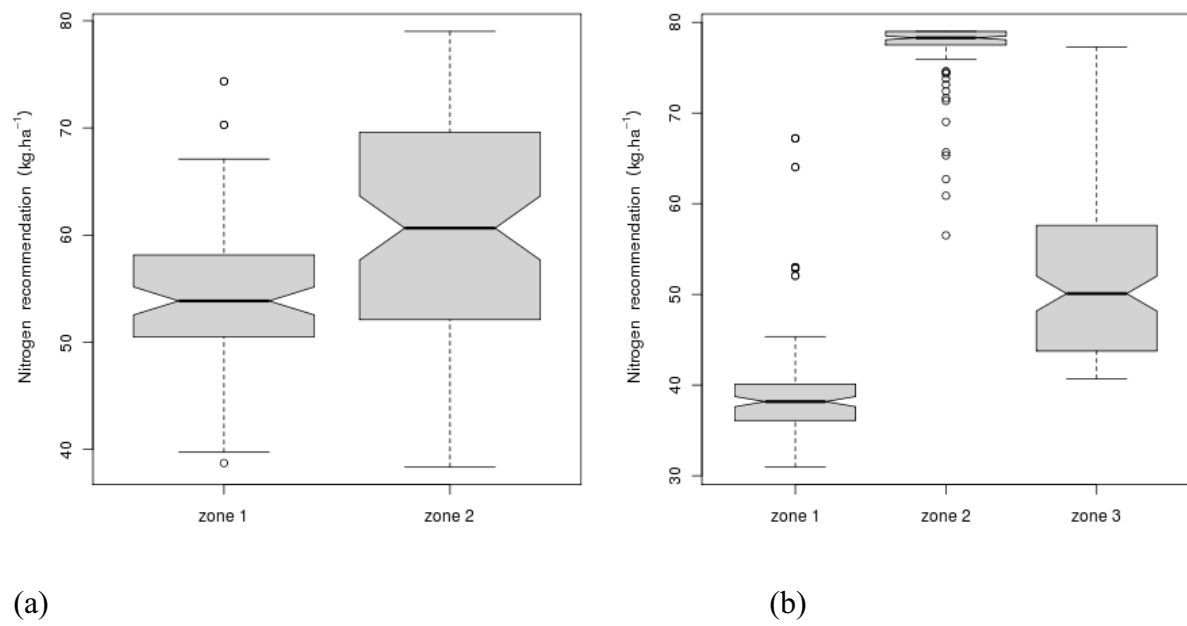 80
70
60
50
40
Nitrogen recommendation (kg.ha⁻¹)
zone 1 zone 2
(a)
80
70
60
50
40
30
Nitrogen recommendation (kg.ha⁻¹)
zone 1 zone 2 zone 3
(b)